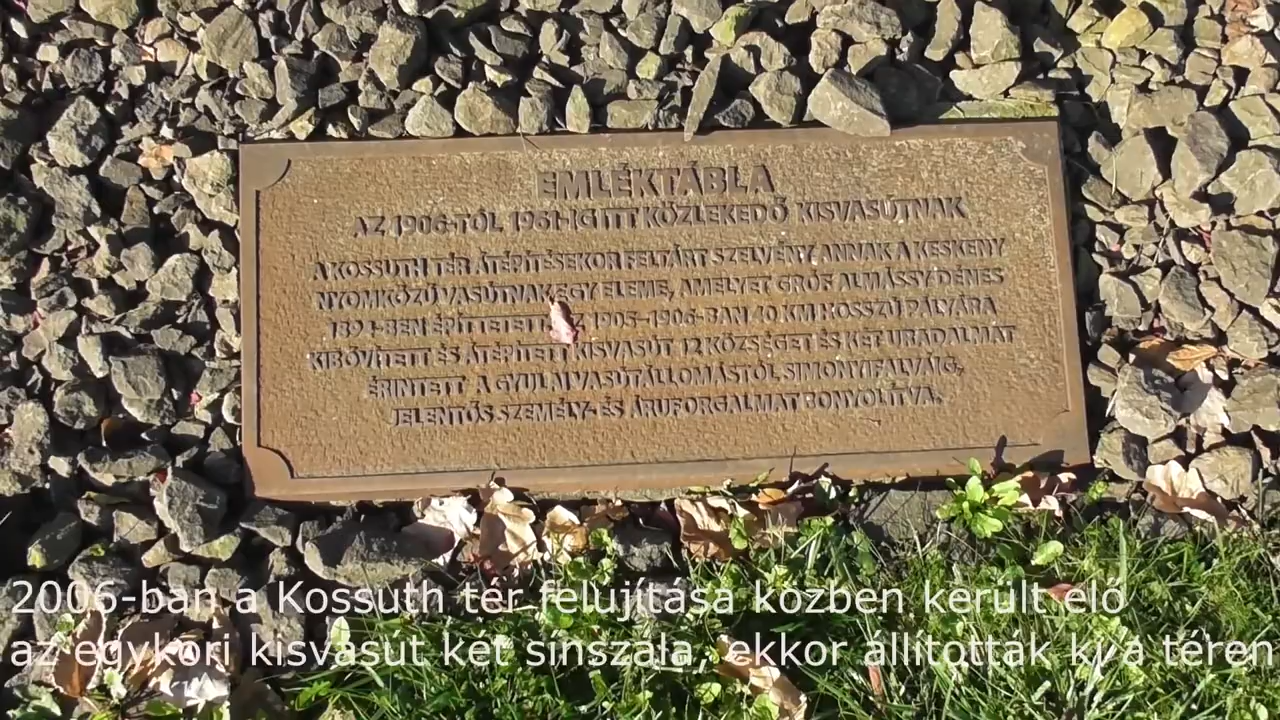 EMLÉKTÁBLA
AZ 1906-TÓL 1961-IG ITT KÖZLEKEDŐ KISVASÚTNAK
A KOSSUTH TÉR ÁTÉPÍTÉSEKOR FELTÁRT SZELVÉNY, ANNAK A KESKENY
NYOMKÖZŰ VASÚTNAK EGY ELEME, AMELYET GRÓF ALMÁSSY DÉNES
1894-BEN ÉPÍTTETETT. AZ 1905-1906-BAN 40 KM HOSSZÚ PÁLYÁRA
KIBŐVÍTETT ÉS ÁTÉPÍTETT KISVASÚT 12 KÖZSÉGET ÉS KÉT URADALMAT
ÉRINTETT A GYULAI VASÚTÁLLOMÁSTÓL SIMONYIFALVÁIG,
JELENTŐS SZEMÉLY- ÉS ÁRUFORGALMAT BONYOLÍTVA.
2006-ban a Kossuth tér felujítása közben került elő
az egykori kisvasút két sínszála, ekkor állították ki a téren